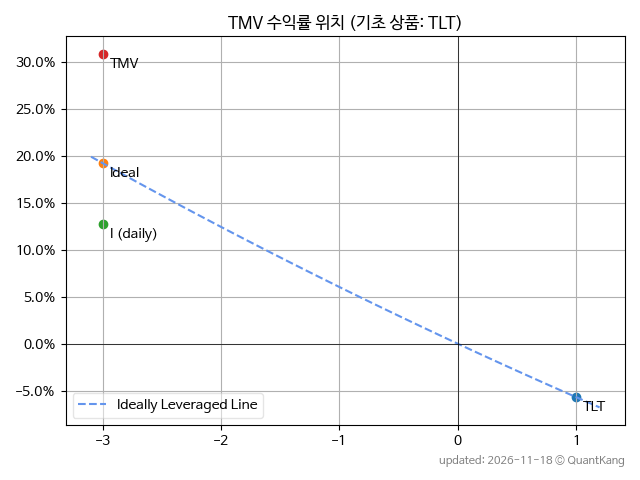 TMV 수익률 위치 (기초 상품: TLT)
30.0%
25.0%
20.0%
15.0%
10.0%
5.0%
0.0%
−5.0%
TMV
Ideal
I (daily)
TLT
Ideally Leveraged Line
−3
−2
−1
0
1
updated: 2026-11-18 © QuantKang